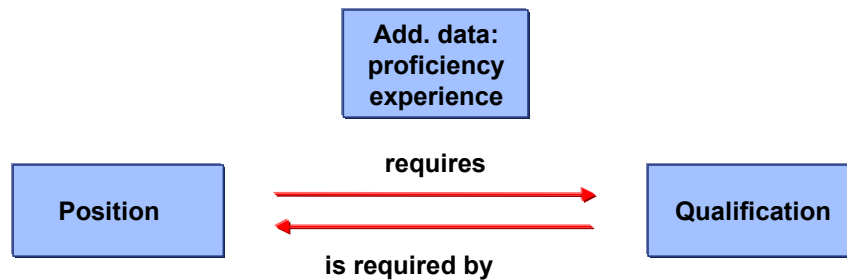 Add. data:
proficiency
experience
requires
Position
Qualification
is required by